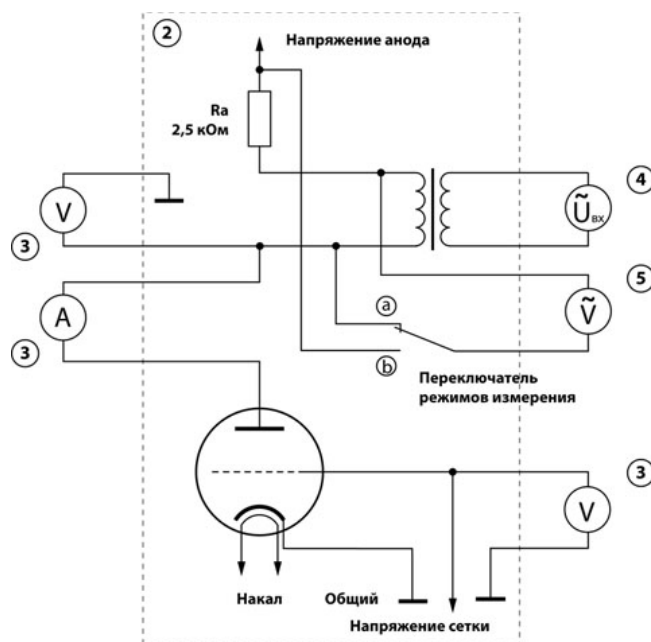 2
Напряжение анода
Ra
2,5 кОм
4
V
Ũвх
3
5
a
A
Ṽ
3
b
Переключатель
режимов измерения
3
V
Накал
Общий
Напряжение сетки